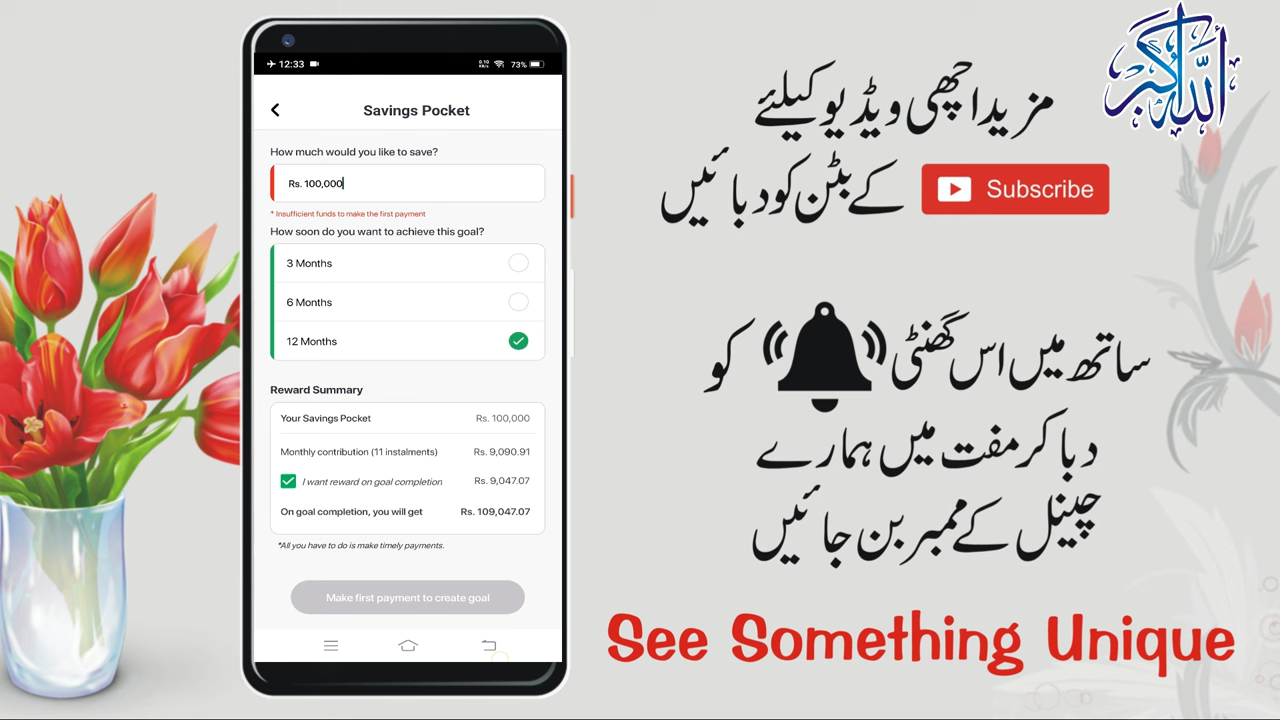 12:33
0.10 KB/s 73%
Savings Pocket
How much would you like to save?
Rs. 100,000
* Insufficient funds to make the first payment
How soon do you want to achieve this goal?
3 Months
6 Months
12 Months
Reward Summary
Your Savings Pocket Rs. 100,000
Monthly contribution (11 instalments) Rs. 9,090.91
I want reward on goal completion Rs. 9,047.07
On goal completion, you will get Rs. 109,047.07
*All you have to do is make timely payments.
Make first payment to create goal
اللہ اکبر
مزید اچھی ویڈیو کیلئے
Subscribe کے بٹن کو دبائیں
ساتھ میں اس گھنٹی کو
دبا کر مفت میں ہمارے
چینل کے ممبر بن جائیں
See Something Unique